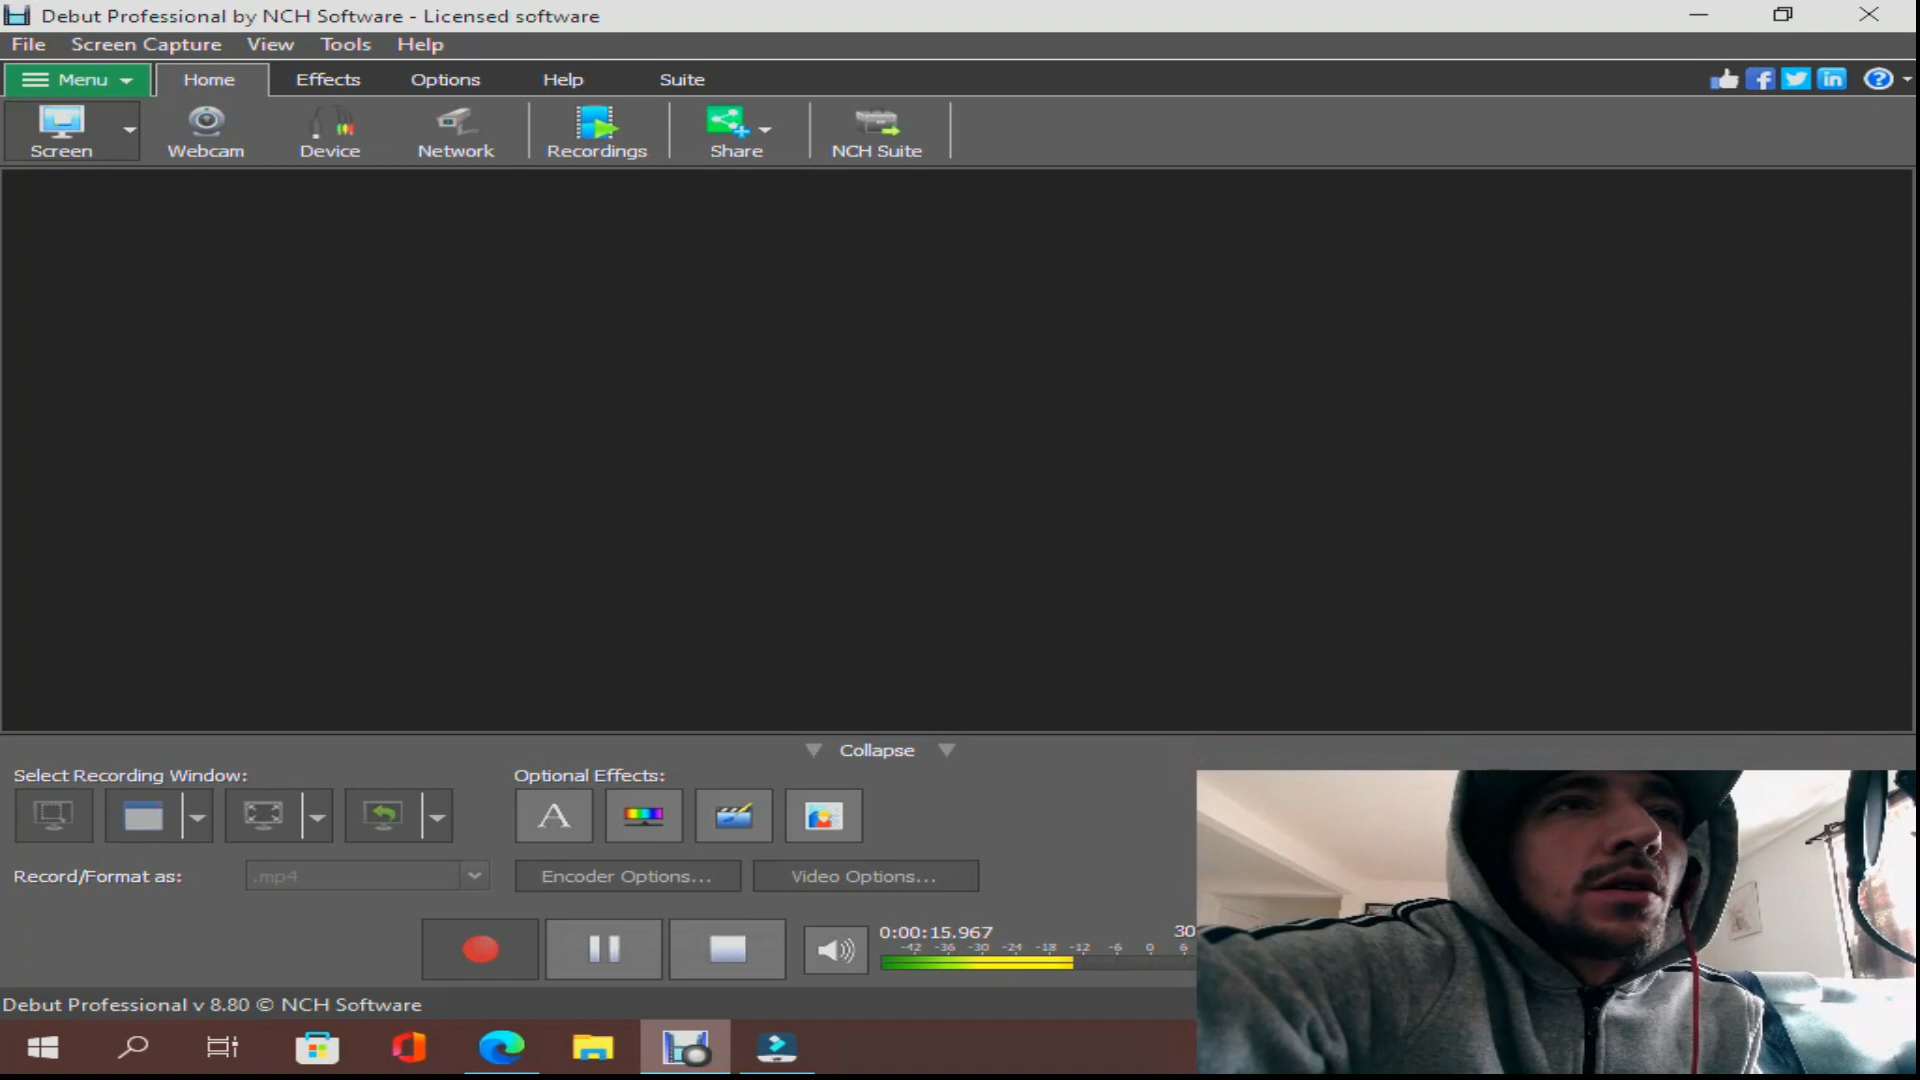 Debut Professional by NCH Software - Licensed software
File Screen Capture View Tools Help
Menu Home Effects Options Help Suite
Screen Webcam Device Network Recordings Share NCH Suite
Collapse
Select Recording Window: Optional Effects:
A
Record/Format as: .mp4 Encoder Options... Video Options...
0:00:15.967 30
-42 -36 -30 -24 -18 -12 -6 0 6
Debut Professional v 8.80 © NCH Software